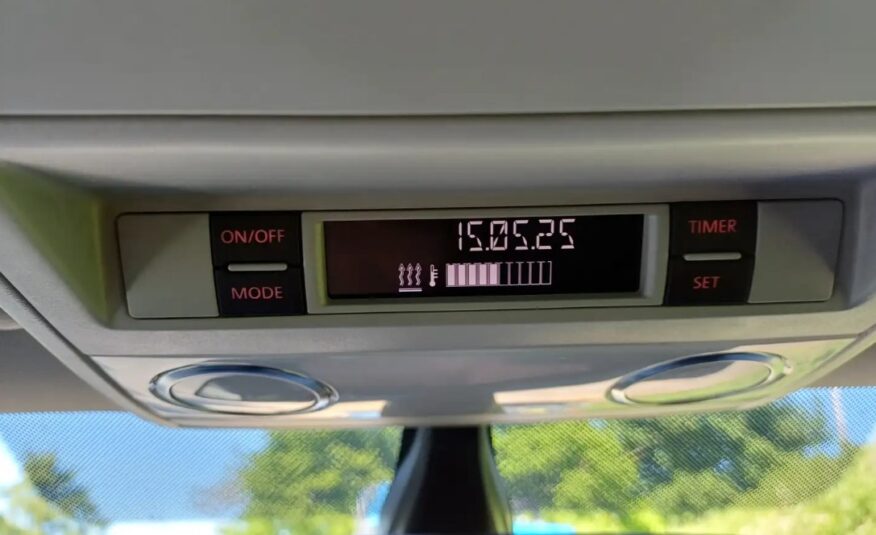 ON/OFF
MODE
15.05.25
TIMER
SET